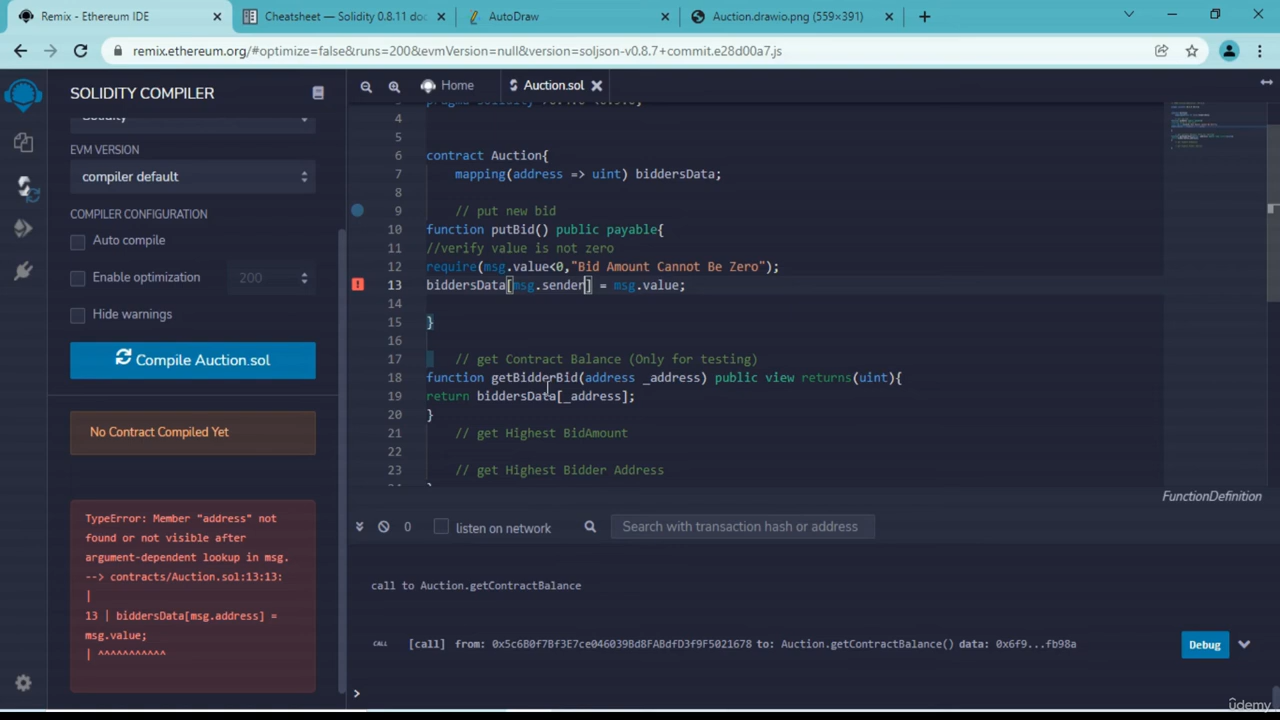 Remix - Ethereum IDE
Cheatsheet — Solidity 0.8.11 doc
AutoDraw
Auction.drawio.png (559×391)
remix.ethereum.org/#optimize=false&runs=200&evmVersion=null&version=soljson-v0.8.7+commit.e28d00a7.js
SOLIDITY COMPILER
Home
Auction.sol
Solidity
EVM VERSION
compiler default
COMPILER CONFIGURATION
Auto compile
Enable optimization
200
Hide warnings
Compile Auction.sol
No Contract Compiled Yet
TypeError: Member "address" not
found or not visible after
argument-dependent lookup in msg.
--> contracts/Auction.sol:13:13:
|
13 | biddersData[msg.address] =
msg.value;
| ^^^^^^^^^^^
4
5
6 contract Auction{
7 mapping(address => uint) biddersData;
8
9 // put new bid
10 function putBid() public payable{
11 //verify value is not zero
12 require(msg.value<0,"Bid Amount Cannot Be Zero");
13 biddersData[msg.sender] = msg.value;
14
15 }
16
17 // get Contract Balance (Only for testing)
18 function getBidderBid(address _address) public view returns(uint){
19 return biddersData[_address];
20 }
21 // get Highest BidAmount
22
23 // get Highest Bidder Address
FunctionDefinition
0
listen on network
Search with transaction hash or address
call to Auction.getContractBalance
CALL [call] from: 0x5c6B0f7Bf3E7ce046039Bd8FABdfD3f9F5021678 to: Auction.getContractBalance() data: 0x6f9...fb98a
Debug
>
ûdemy